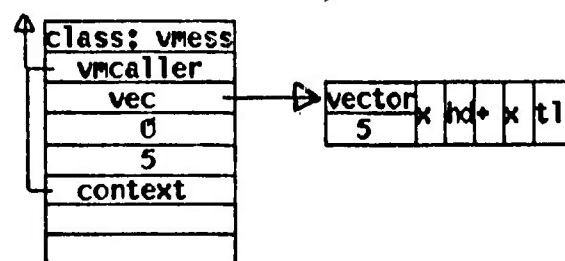 class: vmess
vmcaller
vec
0
5
context
vector
5
x hd + x tl